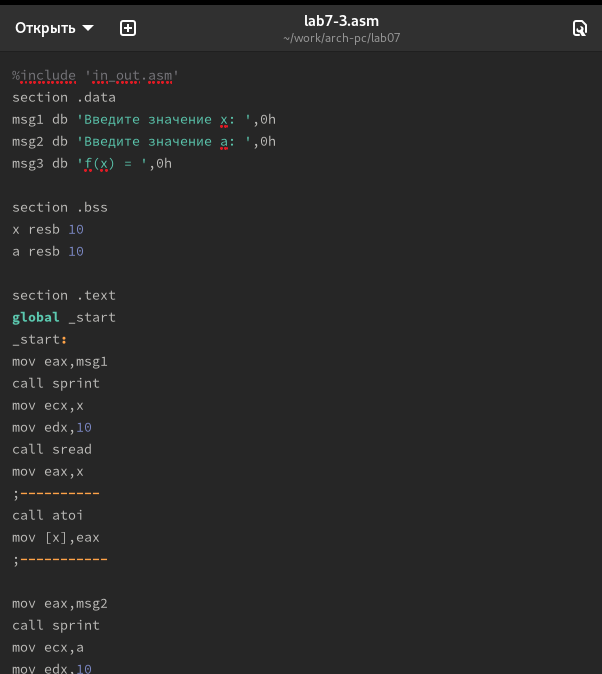 Открыть
lab7-3.asm
~/work/arch-pc/lab07
%include 'in_out.asm'
section .data
msg1 db 'Введите значение x: ',0h
msg2 db 'Введите значение a: ',0h
msg3 db 'f(x) = ',0h
section .bss
x resb 10
a resb 10
section .text
global _start
_start:
mov eax,msg1
call sprint
mov ecx,x
mov edx,10
call sread
mov eax,x
;----------
call atoi
mov [x],eax
;-----------
mov eax,msg2
call sprint
mov ecx,a
mov edx,10